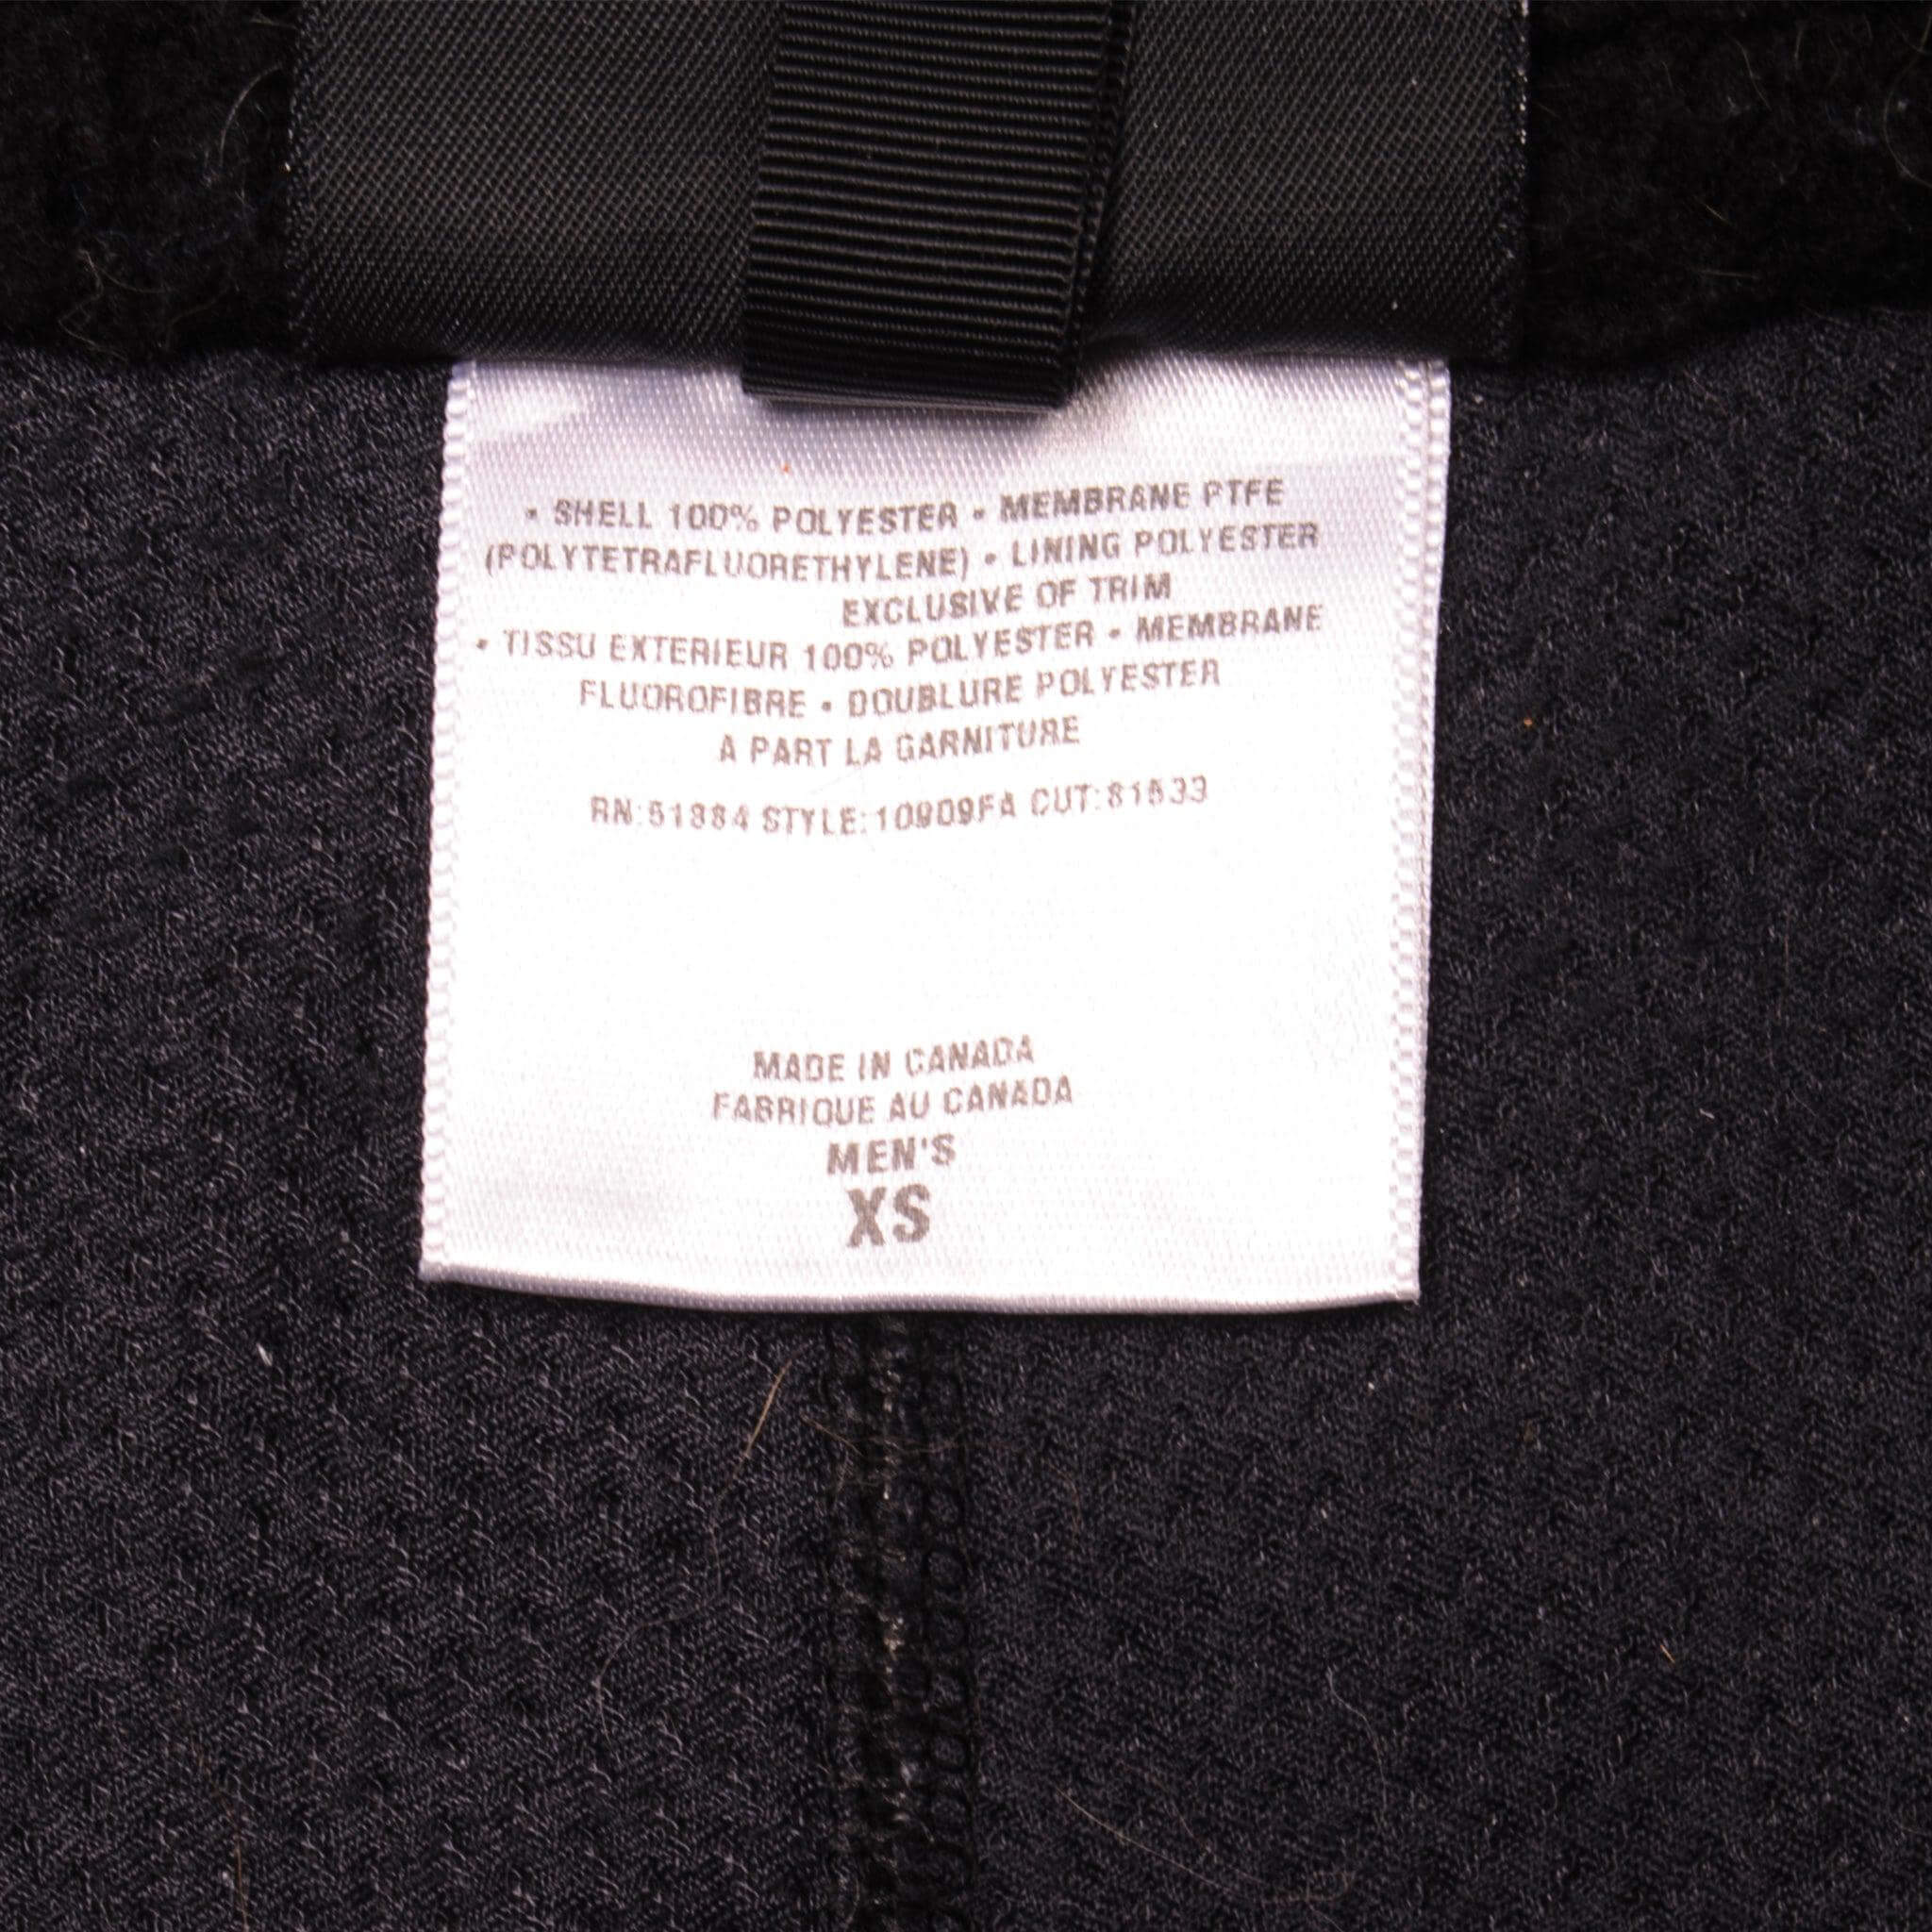 • SHELL 100% POLYESTER • MEMBRANE PTFE
(POLYTETRAFLUORETHYLENE) • LINING POLYESTER
EXCLUSIVE OF TRIM
• TISSU EXTERIEUR 100% POLYESTER • MEMBRANE
FLUOROFIBRE • DOUBLURE POLYESTER
A PART LA GARNITURE
RN:51884 STYLE:10909FA CUT:81533
MADE IN CANADA
FABRIQUE AU CANADA
MEN'S
XS